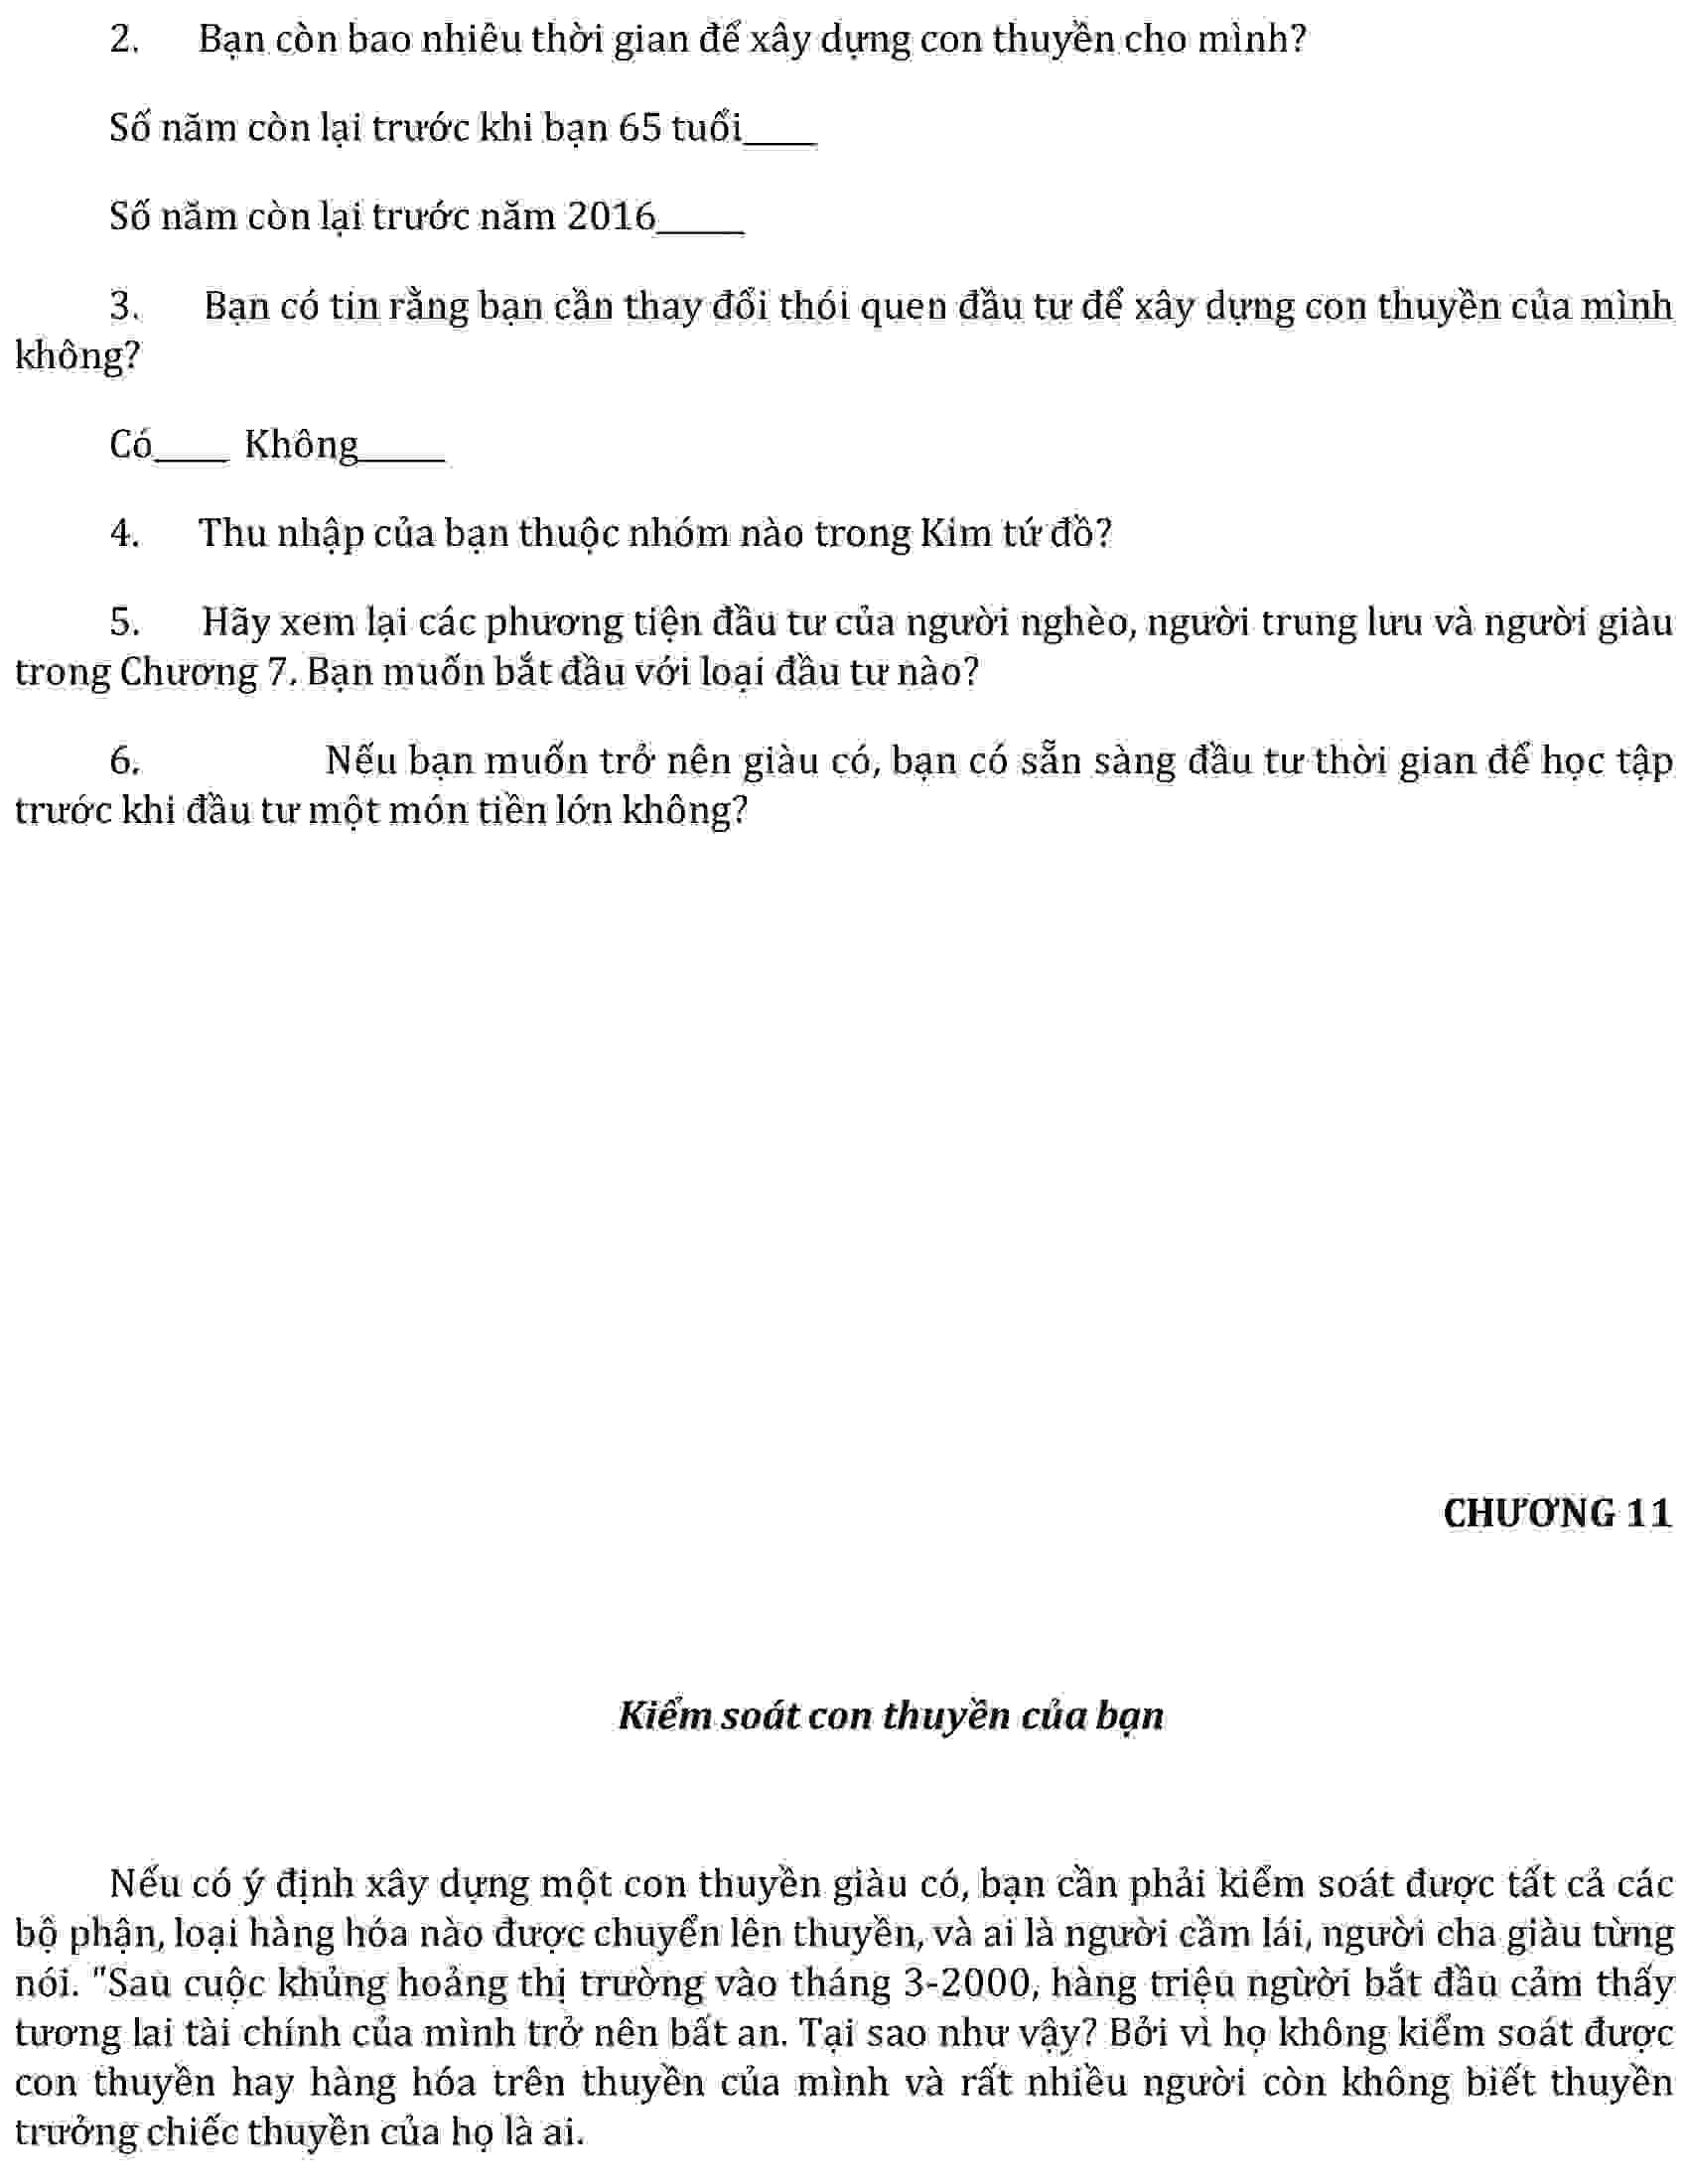 2. Bạn còn bao nhiêu thời gian để xây dựng con thuyền cho mình?
Số năm còn lại trước khi bạn 65 tuổi____
Số năm còn lại trước năm 2016_____
3. Bạn có tin rằng bạn cần thay đổi thói quen đầu tư để xây dựng con thuyền của mình
không?
Có____ Không_____
4. Thu nhập của bạn thuộc nhóm nào trong Kim tứ đồ?
5. Hãy xem lại các phương tiện đầu tư của người nghèo, người trung lưu và người giàu
trong Chương 7. Bạn muốn bắt đầu với loại đầu tư nào?
6. Nếu bạn muốn trở nên giàu có, bạn có sẵn sàng đầu tư thời gian để học tập
trước khi đầu tư một món tiền lớn không?
CHƯƠNG 11
Kiểm soát con thuyền của bạn
Nếu có ý định xây dựng một con thuyền giàu có, bạn cần phải kiểm soát được tất cả các
bộ phận, loại hàng hóa nào được chuyển lên thuyền, và ai là người cầm lái, người cha giàu từng
nói. "Sau cuộc khủng hoảng thị trường vào tháng 3-2000, hàng triệu ngừời bắt đầu cảm thấy
tương lai tài chính của mình trở nên bất an. Tại sao như vậy? Bởi vì họ không kiểm soát được
con thuyền hay hàng hóa trên thuyền của mình và rất nhiều người còn không biết thuyền
trưởng chiếc thuyền của họ là ai.